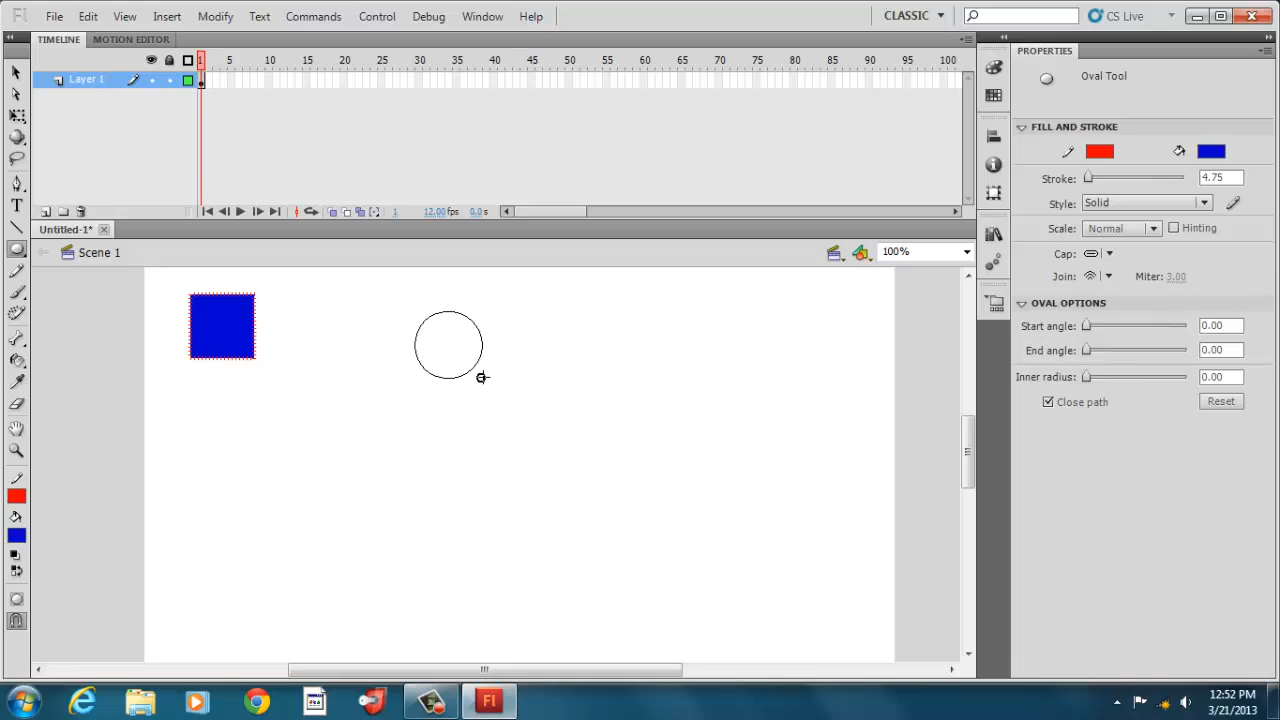 Fl File Edit View Insert Modify Text Commands Control Debug Window Help CLASSIC CS Live
TIMELINE MOTION EDITOR
1 5 10 15 20 25 30 35 40 45 50 55 60 65 70 75 80 85 90 95 100
Layer 1
1 12.00 fps 0.0 s
Untitled-1*
Scene 1 100%
PROPERTIES
Oval Tool
FILL AND STROKE
Stroke: 4.75
Style: Solid
Scale: Normal Hinting
Cap:
Join: Miter: 3.00
OVAL OPTIONS
Start angle: 0.00
End angle: 0.00
Inner radius: 0.00
Close path Reset
Fl
12:52 PM
3/21/2013